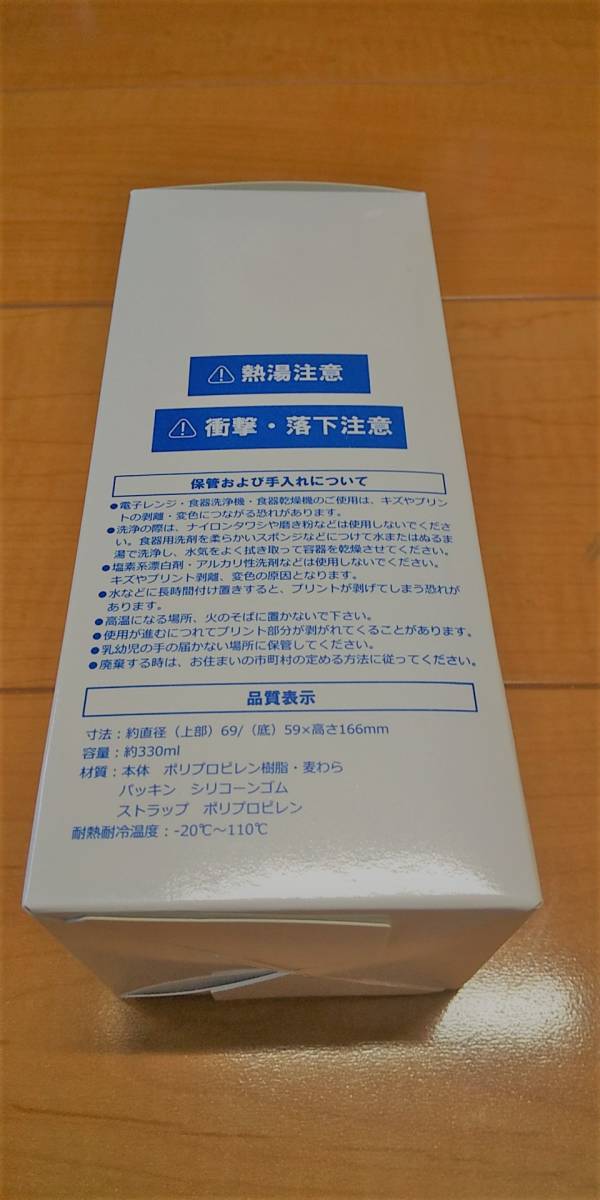 ⚠ 熱湯注意
⚠ 衝撃・落下注意
保管および手入れについて
●電子レンジ・食器洗浄機・食器乾燥機のご使用は、キズやプリン
トの剥離・変色につながる恐れがあります。
●洗浄の際は、ナイロンタワシや磨き粉などは使用しないでくださ
い。食器用洗剤を柔らかいスポンジなどにつけて水またはぬるま
湯で洗浄し、水気をよく拭き取って容器を乾燥させてください。
●塩素系漂白剤・アルカリ性洗剤などは使用しないでください。
キズやプリント剥離、変色の原因となります。
●水などに長時間付け置きすると、プリントが剥げてしまう恐れが
あります。
●高温になる場所、火のそばに置かないで下さい。
●使用が進むにつれてプリント部分が剥がれてくることがあります。
●乳幼児の手の届かない場所に保管してください。
●廃棄する時は、お住まいの市町村の定める方法に従ってください。
品質表示
寸法：約直径（上部）69/（底）59×高さ166mm
容量：約330ml
材質：本体　ポリプロピレン樹脂・麦わら
パッキン　シリコーンゴム
ストラップ　ポリプロピレン
耐熱耐冷温度：-20℃～110℃